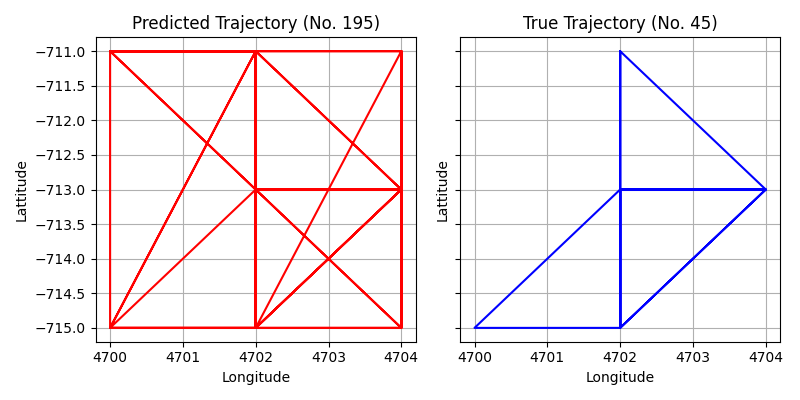 Predicted Trajectory (No. 195)
−711.0
−711.5
−712.0
−712.5
−713.0
−713.5
−714.0
−714.5
−715.0
Lattitude
4700 4701 4702 4703 4704
Longitude
True Trajectory (No. 45)
Lattitude
4700 4701 4702 4703 4704
Longitude